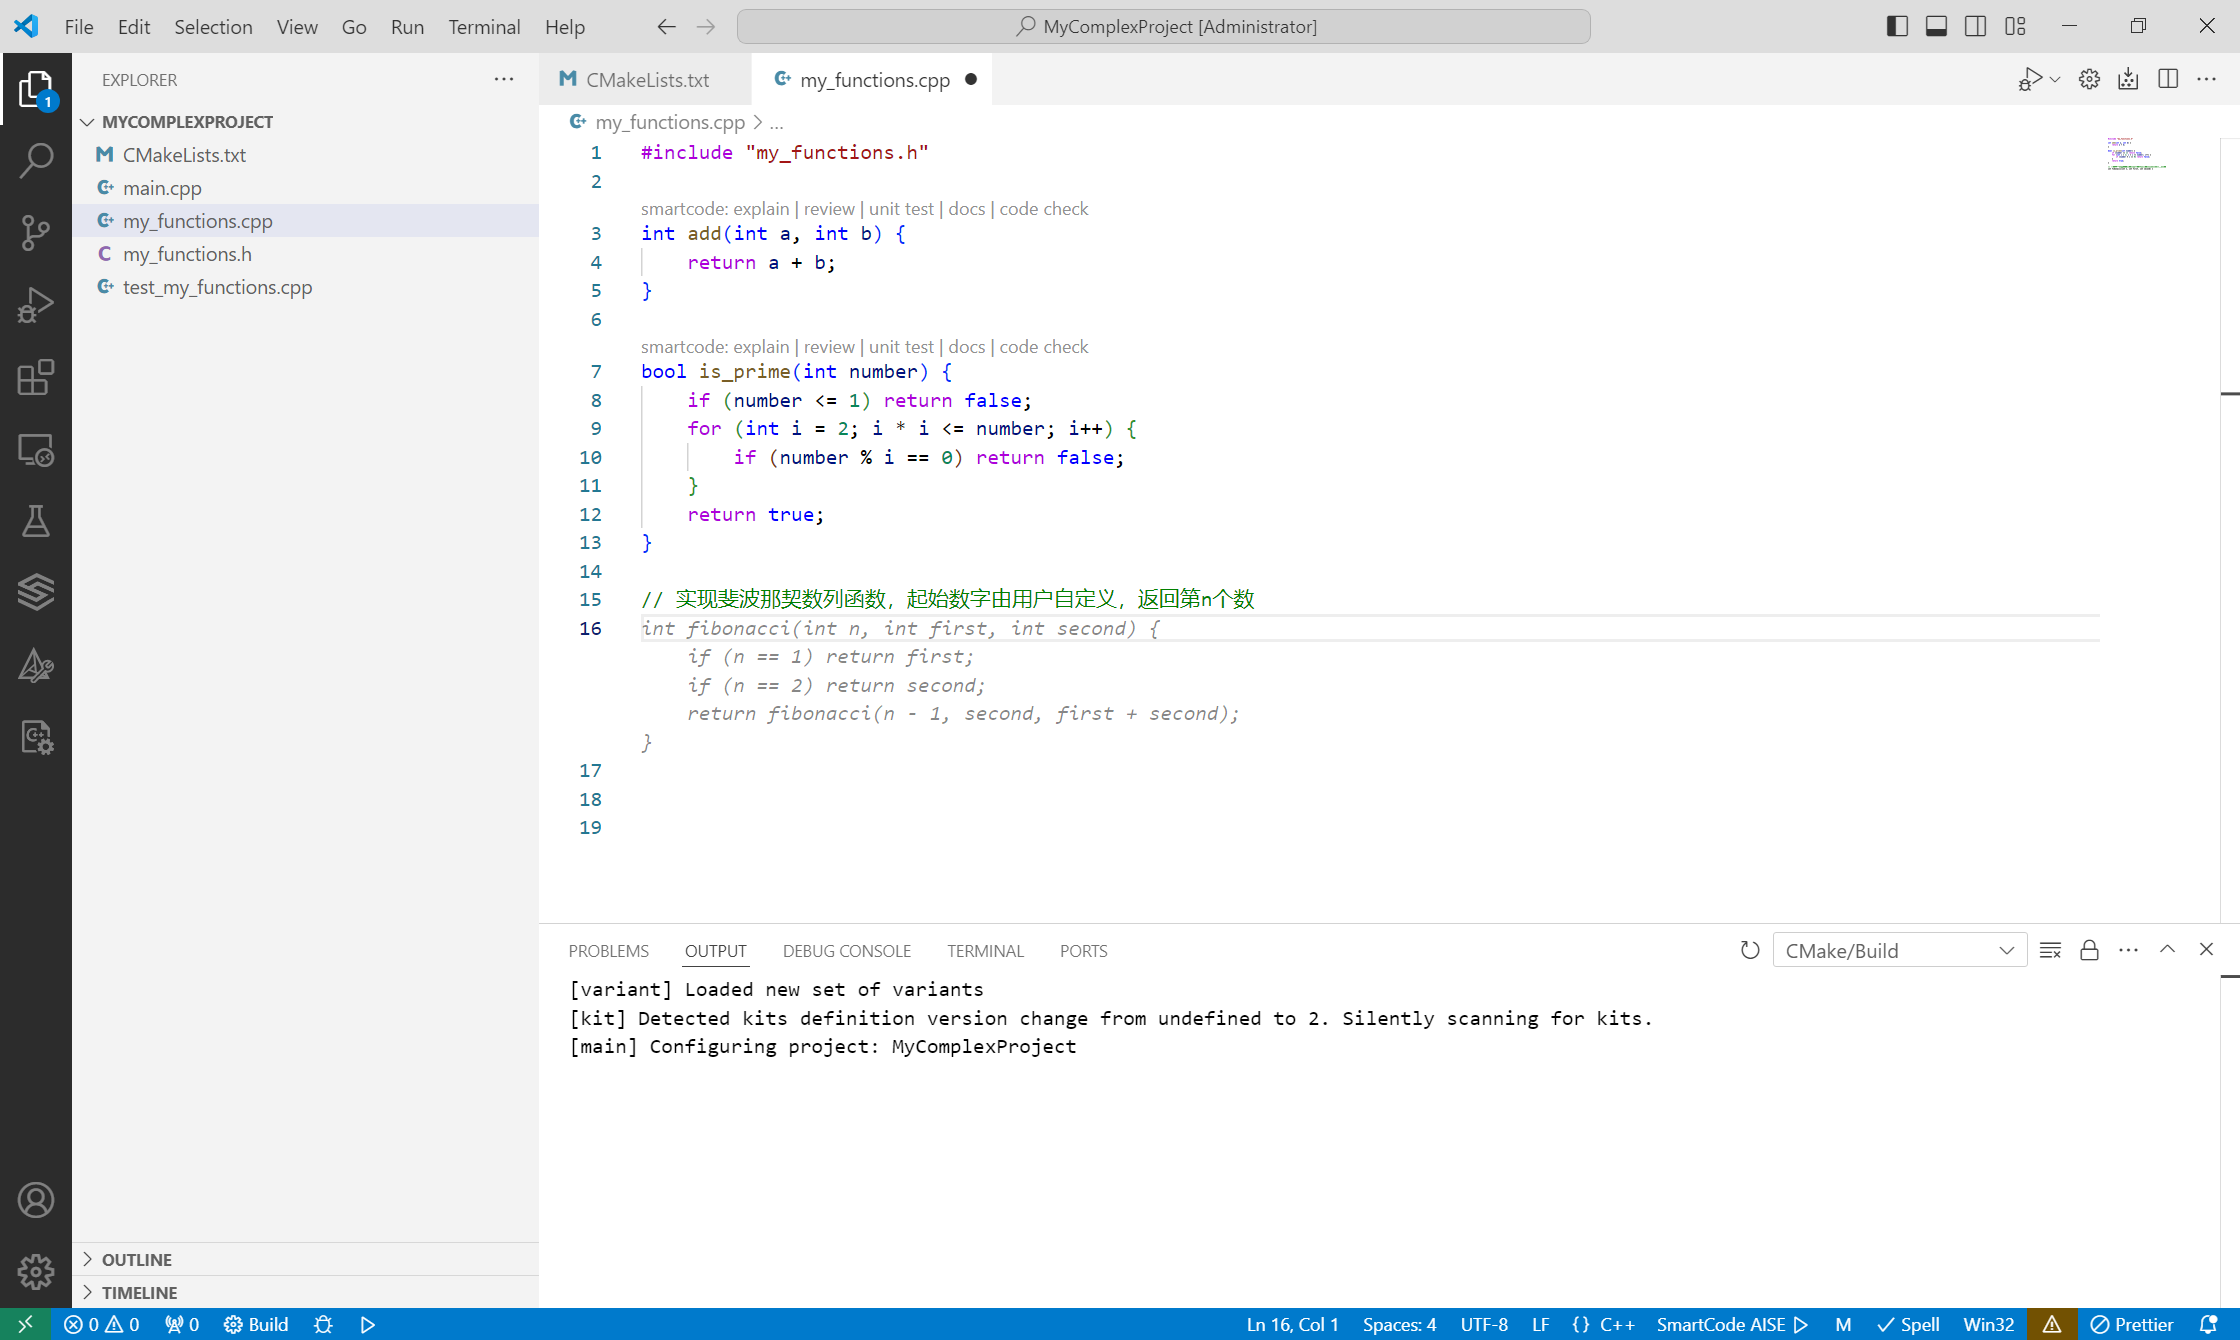 File Edit Selection View Go Run Terminal Help
MyComplexProject [Administrator]
EXPLORER
1
MYCOMPLEXPROJECT
CMakeLists.txt
main.cpp
my_functions.cpp
my_functions.h
test_my_functions.cpp
OUTLINE
TIMELINE
CMakeLists.txt
my_functions.cpp
my_functions.cpp > ...
1 #include "my_functions.h"
2
smartcode: explain | review | unit test | docs | code check
3 int add(int a, int b) {
4 return a + b;
5 }
6
smartcode: explain | review | unit test | docs | code check
7 bool is_prime(int number) {
8 if (number <= 1) return false;
9 for (int i = 2; i * i <= number; i++) {
10 if (number % i == 0) return false;
11 }
12 return true;
13 }
14
15 // 实现斐波那契数列函数，起始数字由用户自定义，返回第n个数
16 int fibonacci(int n, int first, int second) {
if (n == 1) return first;
if (n == 2) return second;
return fibonacci(n - 1, second, first + second);
}
17
18
19
PROBLEMS OUTPUT DEBUG CONSOLE TERMINAL PORTS
CMake/Build
[variant] Loaded new set of variants
[kit] Detected kits definition version change from undefined to 2. Silently scanning for kits.
[main] Configuring project: MyComplexProject
0 0 0 Build
Ln 16, Col 1 Spaces: 4 UTF-8 LF {} C++ SmartCode AISE M Spell Win32 Prettier